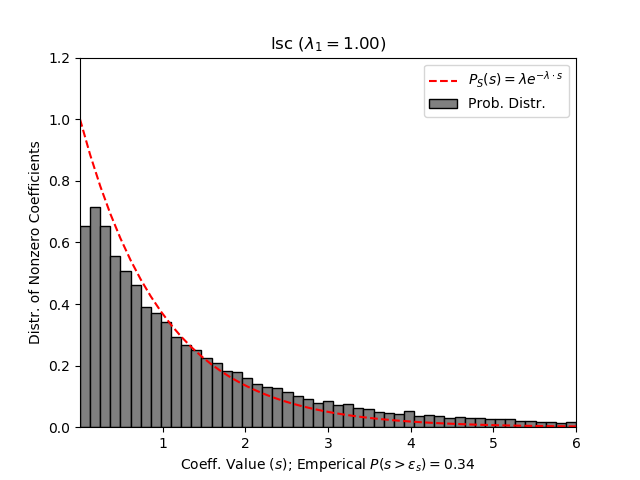 lsc (λ₁ = 1.00)
P_S(s) = λe^{−λ·s}
Prob. Distr.
Distr. of Nonzero Coefficients
1.2
1.0
0.8
0.6
0.4
0.2
0.0
1 2 3 4 5 6
Coeff. Value (s); Emperical P(s > ε_s) = 0.34